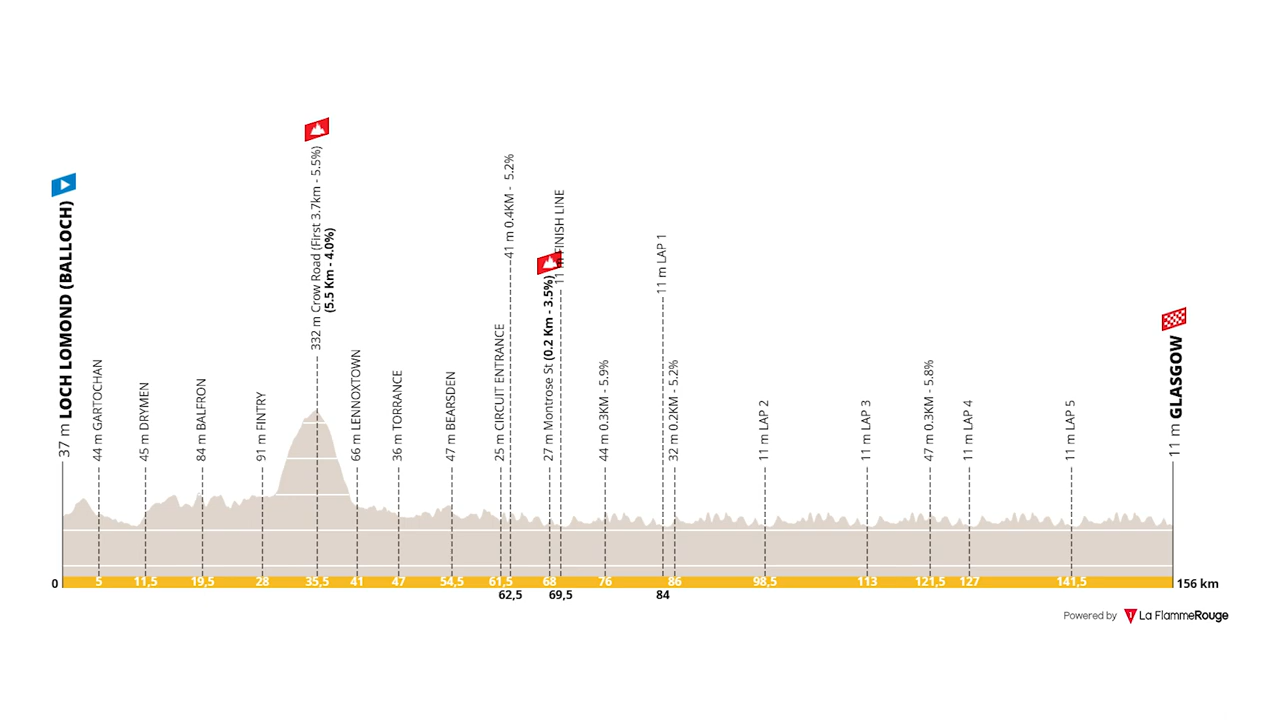 37 m LOCH LOMOND (BALLOCH)
44 m GARTOCHAN
45 m DRYMEN
84 m BALFRON
91 m FINTRY
332 m Crow Road (First 3.7km - 5.5%)
(5.5 Km - 4.0%)
66 m LENNOXTOWN
36 m TORRANCE
47 m BEARSDEN
25 m CIRCUIT ENTRANCE
41 m 0.4KM - 5.2%
27 m Montrose St (0.2 Km - 3.5%)
11 m FINISH LINE
44 m 0.3KM - 5.9%
11 m LAP 1
32 m 0.2KM - 5.2%
11 m LAP 2
11 m LAP 3
47 m 0.3KM - 5.8%
11 m LAP 4
11 m LAP 5
11 m GLASGOW
0 5 11,5 19,5 28 35,5 41 47 54,5 61,5 68 76 86 98,5 113 121,5 127 141,5 156 km
62,5 69,5 84
Powered by La FlammeRouge